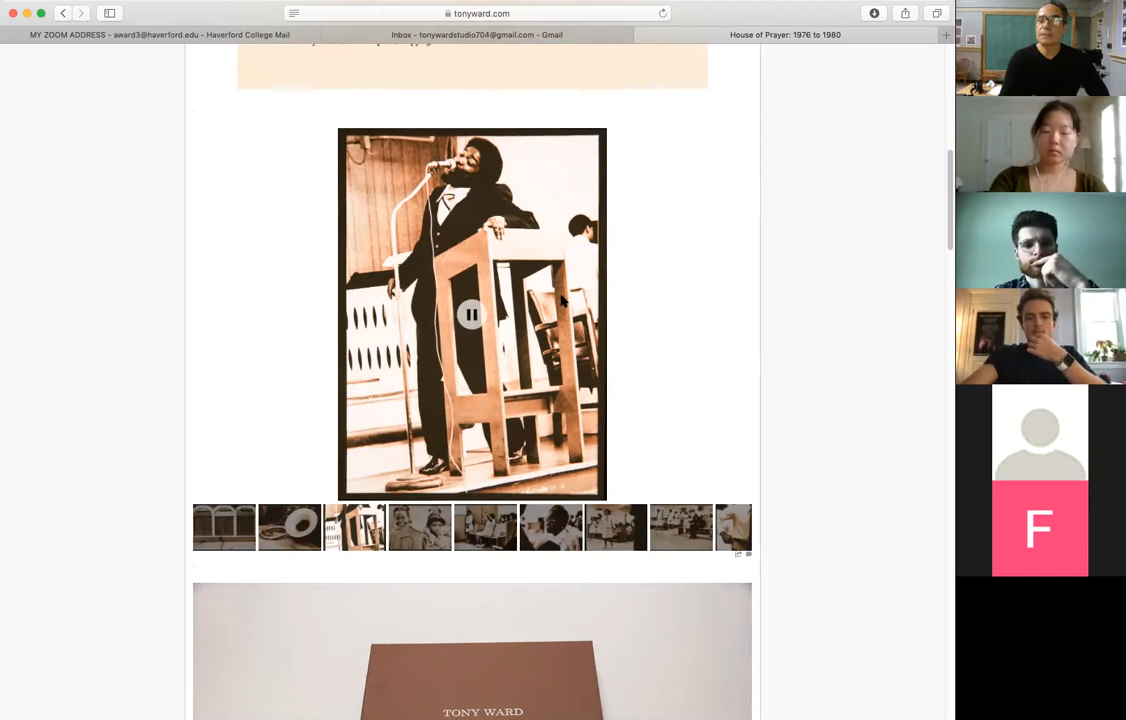 tonyward.com
MY ZOOM ADDRESS - award3@haverford.edu - Haverford College Mail
Inbox - tonywardstudio704@gmail.com - Gmail
House of Prayer: 1976 to 1980
F
TONY WARD